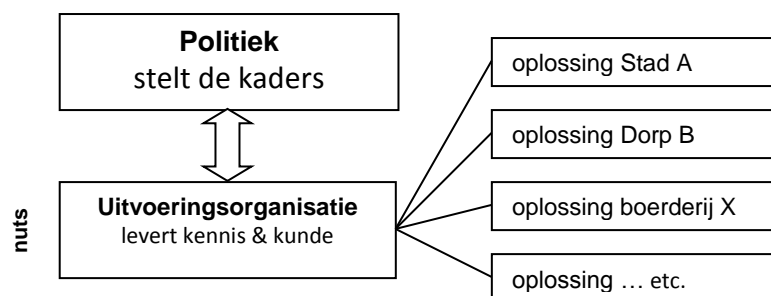 Politiek
stelt de kaders
nuts
Uitvoeringsorganisatie
levert kennis & kunde
oplossing Stad A
oplossing Dorp B
oplossing boerderij X
oplossing … etc.